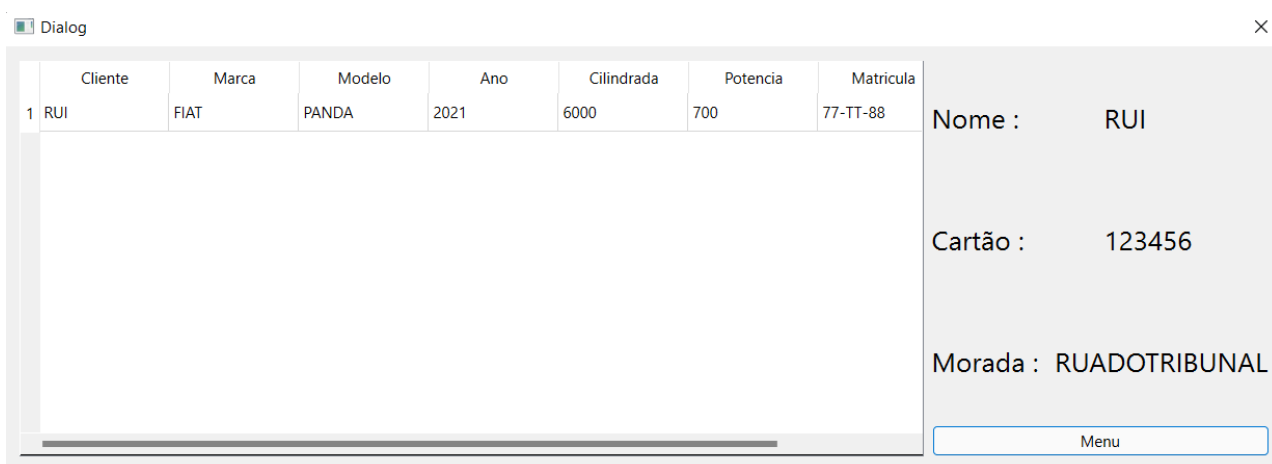 Dialog
Cliente Marca Modelo Ano Cilindrada Potencia Matricula
1 RUI FIAT PANDA 2021 6000 700 77-TT-88
Nome : RUI
Cartão : 123456
Morada : RUADOTRIBUNAL
Menu